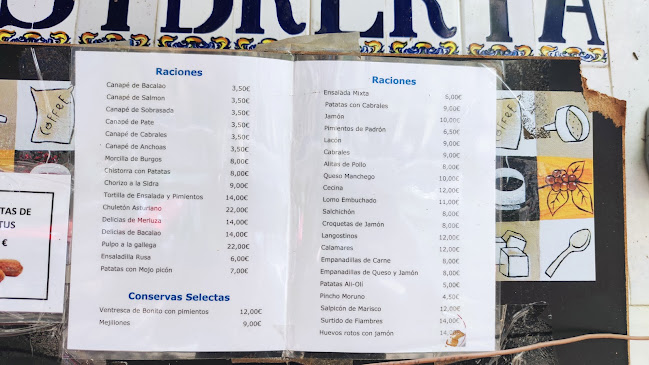 TAS DE
TUS
€
Raciones
Canapé de Bacalao 3,50€
Canapé de Salmon 3,50€
Canapé de Sobrasada 3,50€
Canapé de Pate 3,50€
Canapé de Cabrales 3,50€
Canapé de Anchoas 3,50€
Morcilla de Burgos 8,00€
Chistorra con Patatas 8,00€
Chorizo a la Sidra 9,00€
Tortilla de Ensalada y Pimientos 14,00€
Chuletón Asturiano 22,00€
Delicias de Merluza 14,00€
Delicias de Bacalao 14,00€
Pulpo a la gallega 22,00€
Ensaladilla Rusa 6,00€
Patatas con Mojo picón 7,00€
Conservas Selectas
Ventresca de Bonito con pimientos 12,00€
Mejillones 9,00€
Raciones
Ensalada Mixta 6,00€
Patatas con Cabrales 9,00€
Jamón 10,00€
Pimientos de Padrón 6,50€
Lacón 9,00€
Cabrales 9,00€
Alitas de Pollo 8,00€
Queso Manchego 10,00€
Cecina 12,00€
Lomo Embuchado 11,00€
Salchichón 8,00€
Croquetas de Jamón 8,00€
Langostinos 12,00€
Calamares 12,00€
Empanadillas de Carne 8,00€
Empanadillas de Queso y Jamón 8,00€
Patatas Ali-Oli 5,00€
Pincho Moruno 4,50€
Salpicón de Marisco 12,00€
Surtido de Fiambres 14,00€
Huevos rotos con jamón
coffee